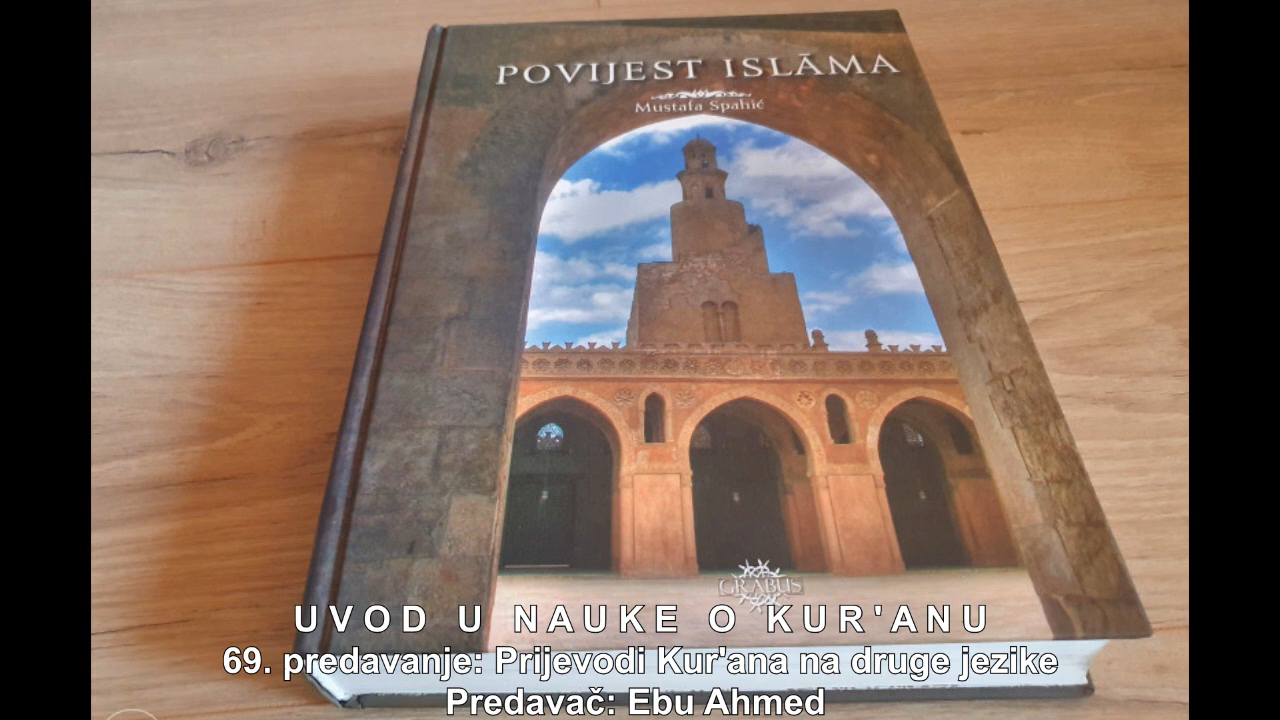 POVIJEST ISLĀMA
Mustafa Spahić
GRABUS
UVOD U NAUKE O KUR'ANU
69. predavanje: Prijevodi Kur'ana na druge jezike
Predavač: Ebu Ahmed